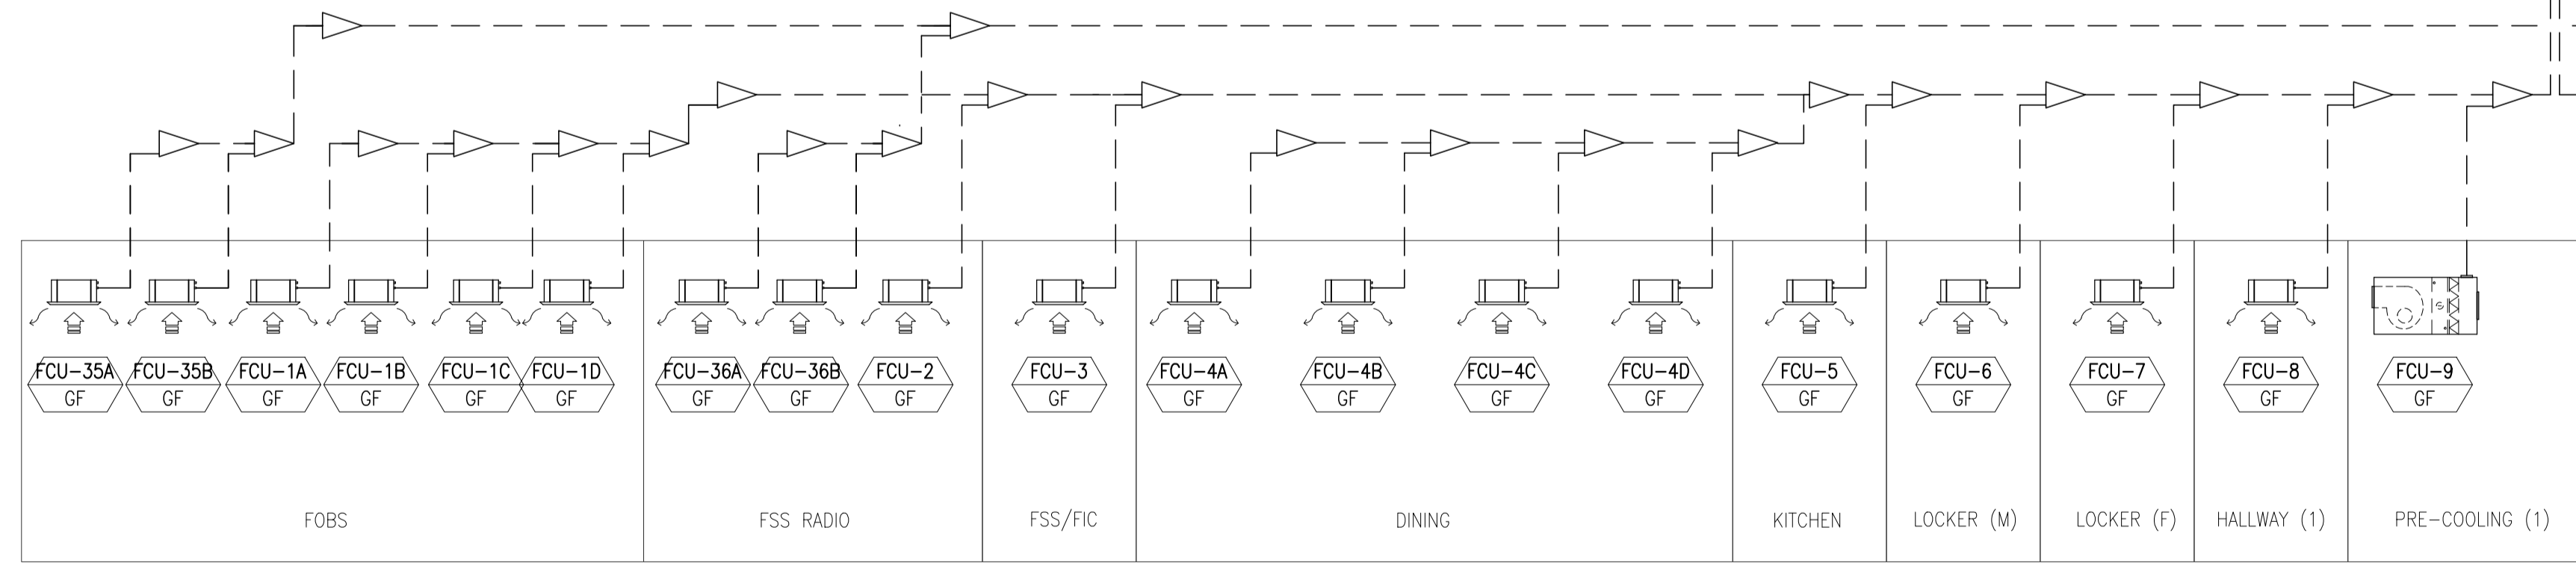 FCU-35A
GF
FCU-35B
GF
FCU-1A
GF
FCU-1B
GF
FCU-1C
GF
FCU-1D
GF
FCU-36A
GF
FCU-36B
GF
FCU-2
GF
FCU-3
GF
FCU-4A
GF
FCU-4B
GF
FCU-4C
GF
FCU-4D
GF
FCU-5
GF
FCU-6
GF
FCU-7
GF
FCU-8
GF
FCU-9
GF
FOBS
FSS RADIO
FSS/FIC
DINING
KITCHEN
LOCKER (M)
LOCKER (F)
HALLWAY (1)
PRE-COOLING (1)